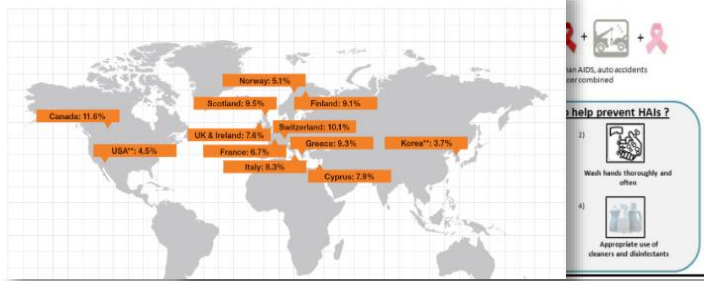 Norway: 5.1%
Scotland: 9.5%
Finland: 9.1%
Canada: 11.6%
Switzerland: 10.1%
UK & Ireland: 7.6%
USA**: 4.5%
Greece: 9.3%
Korea**: 3.7%
France: 6.7%
Italy: 8.3%
Cyprus: 7.9%
+ +
an AIDS, auto accidents
cer combined
help prevent HAIs ?
2)
Wash hands thoroughly and
often
4)
Appropriate use of
cleaners and disinfectants